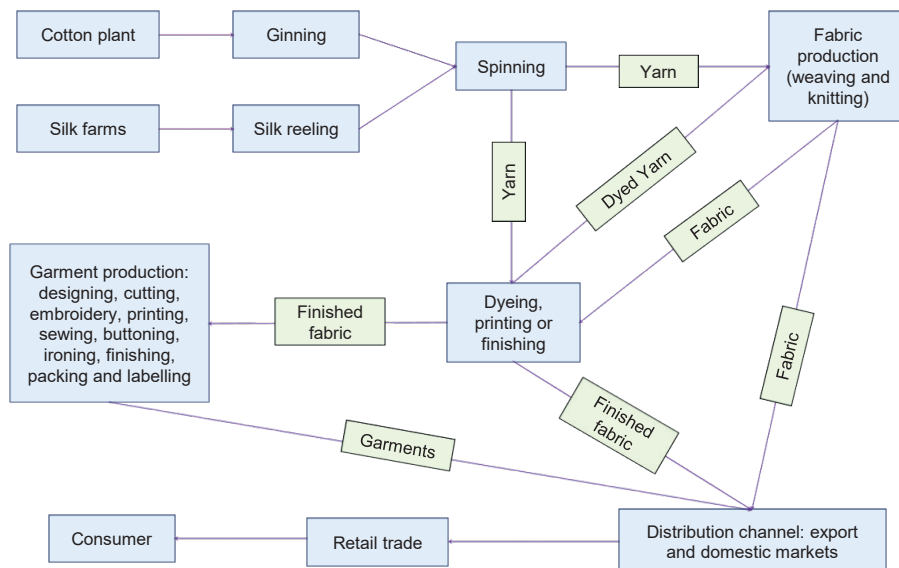 Cotton plant
Ginning
Spinning
Yarn
Fabric
production
(weaving and
knitting)
Silk farms
Silk reeling
Yarn
Dyed Yarn
Fabric
Garment production:
designing, cutting,
embroidery, printing,
sewing, buttoning,
ironing, finishing,
packing and labelling
Finished
fabric
Dyeing,
printing or
finishing
Fabric
Garments
Finished
fabric
Consumer
Retail trade
Distribution channel: export
and domestic markets